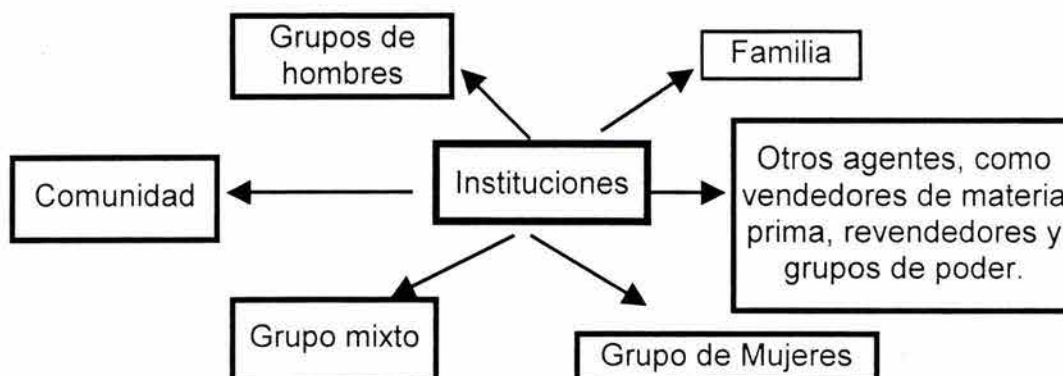 Grupos de
hombres
Familia
Comunidad
Instituciones
Otros agentes, como
vendedores de materia
prima, revendedores y
grupos de poder.
Grupo mixto
Grupo de Mujeres